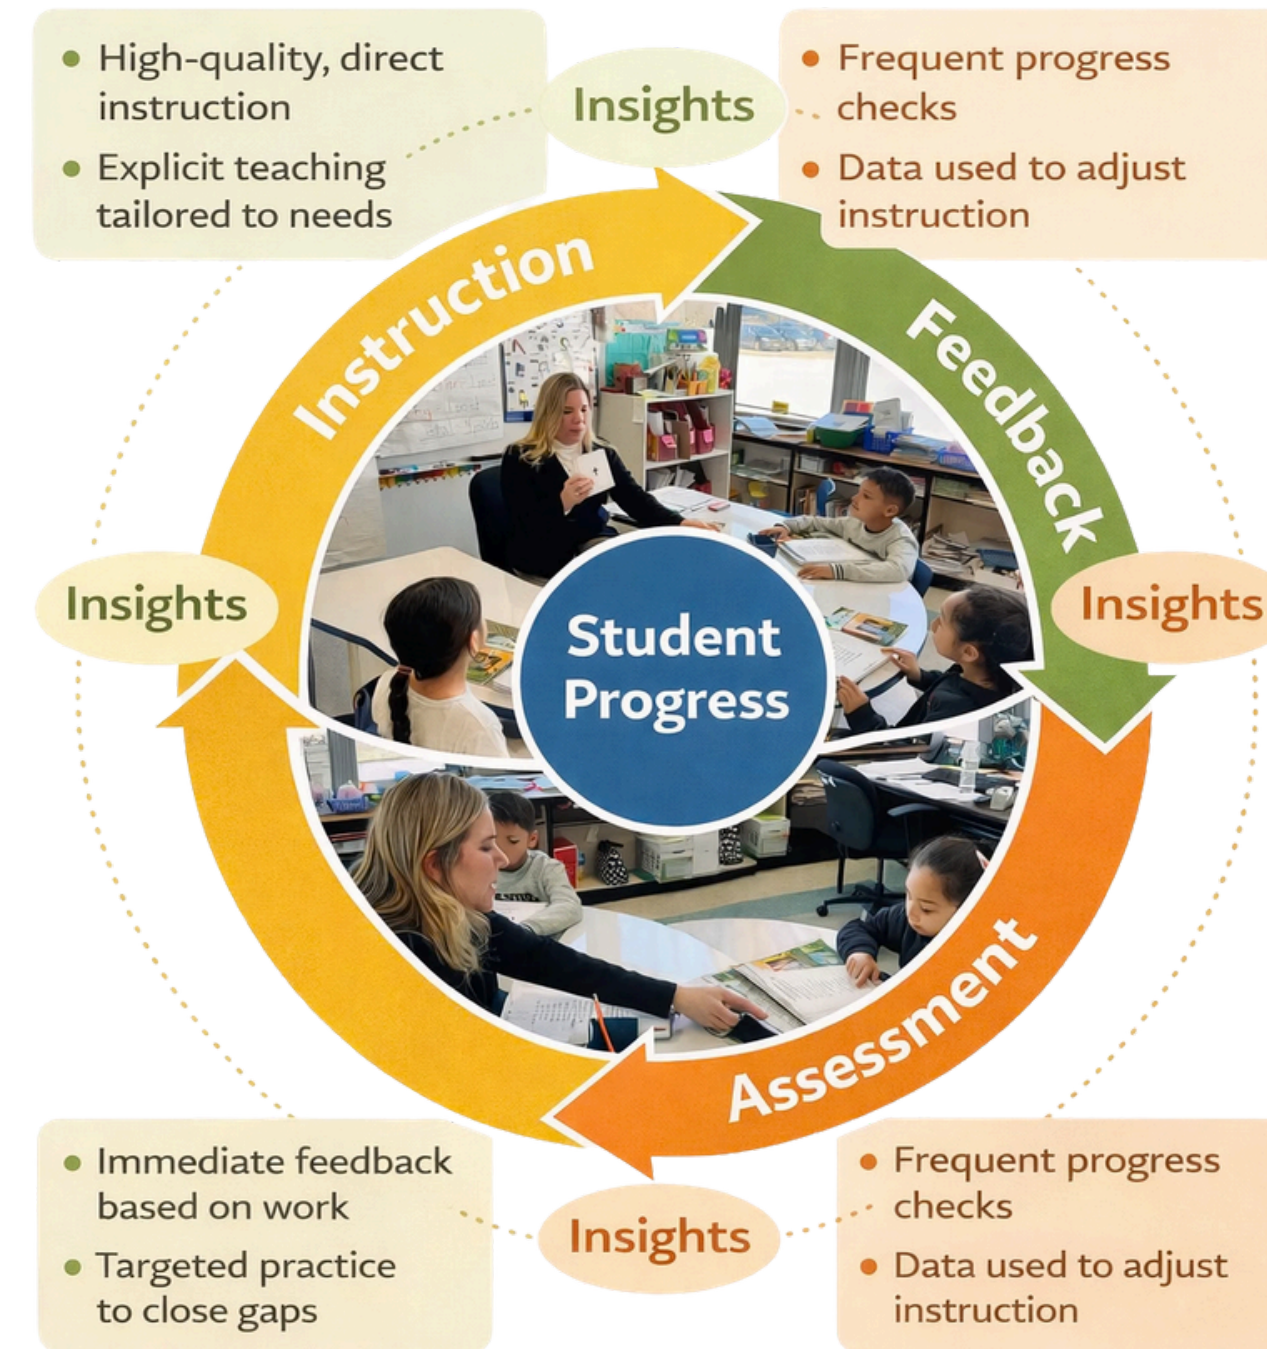 High-quality, direct
instruction
Explicit teaching
tailored to needs
Insights
Frequent progress
checks
Data used to adjust
instruction
Instruction
Feedback
Insights
Student
Progress
Insights
Assessment
Immediate feedback
based on work
Targeted practice
to close gaps
Insights
Frequent progress
checks
Data used to adjust
instruction